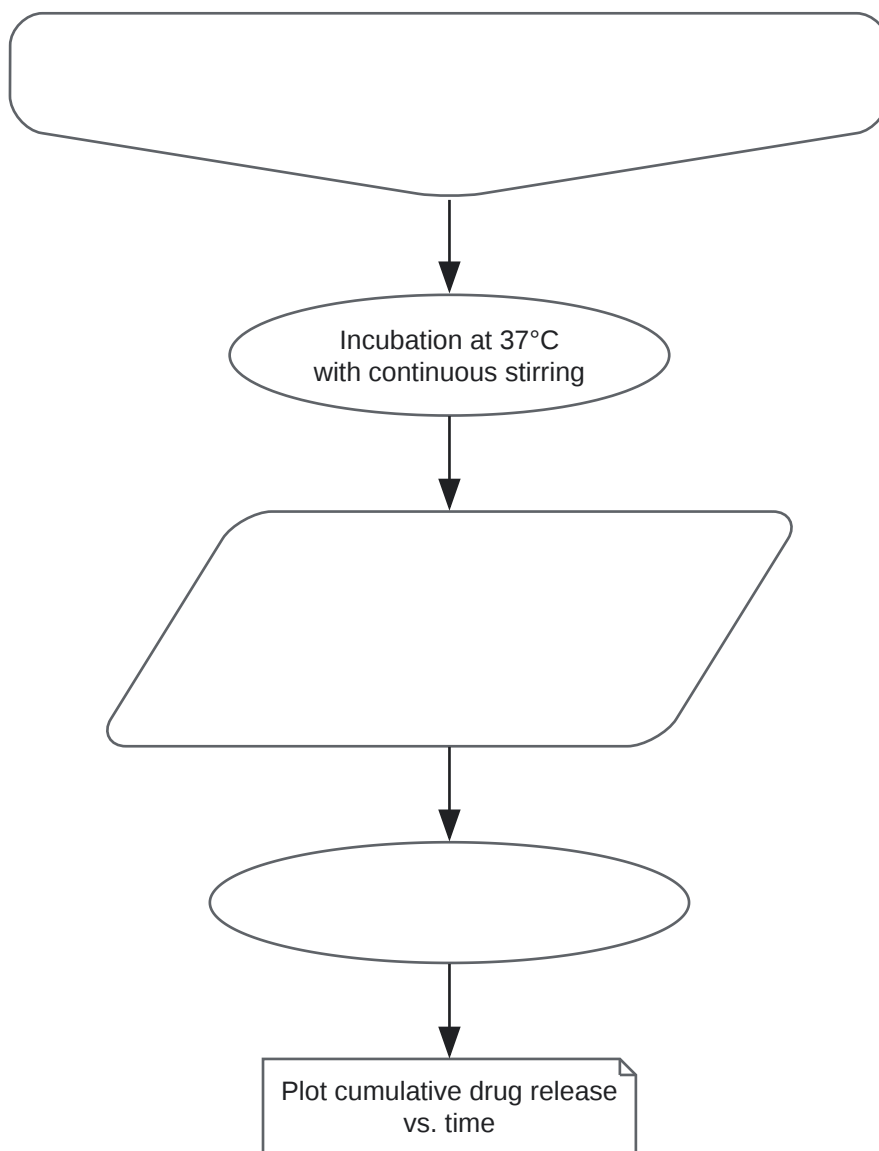 Incubation at 37°C
with continuous stirring
Plot cumulative drug release
vs. time